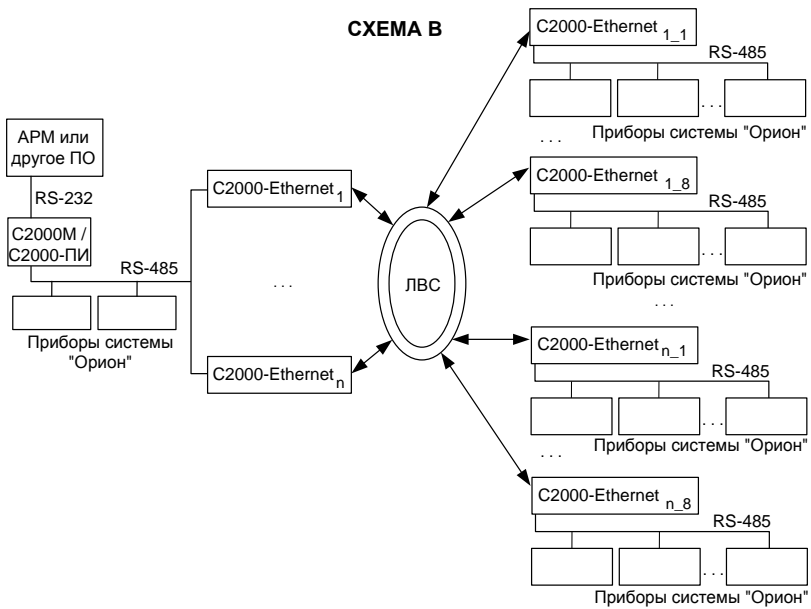 СХЕМА В
АРМ или
другое ПО
RS-232
С2000М /
С2000-ПИ
RS-485
Приборы системы
"Орион"
C2000-Ethernet 1
. . .
C2000-Ethernet n
ЛВС
C2000-Ethernet 1_1
RS-485
. . .
Приборы системы "Орион"
. . .
C2000-Ethernet 1_8
RS-485
. . .
Приборы системы "Орион"
. . .
C2000-Ethernet n_1
RS-485
. . .
Приборы системы "Орион"
. . .
C2000-Ethernet n_8
RS-485
. . .
Приборы системы "Орион"